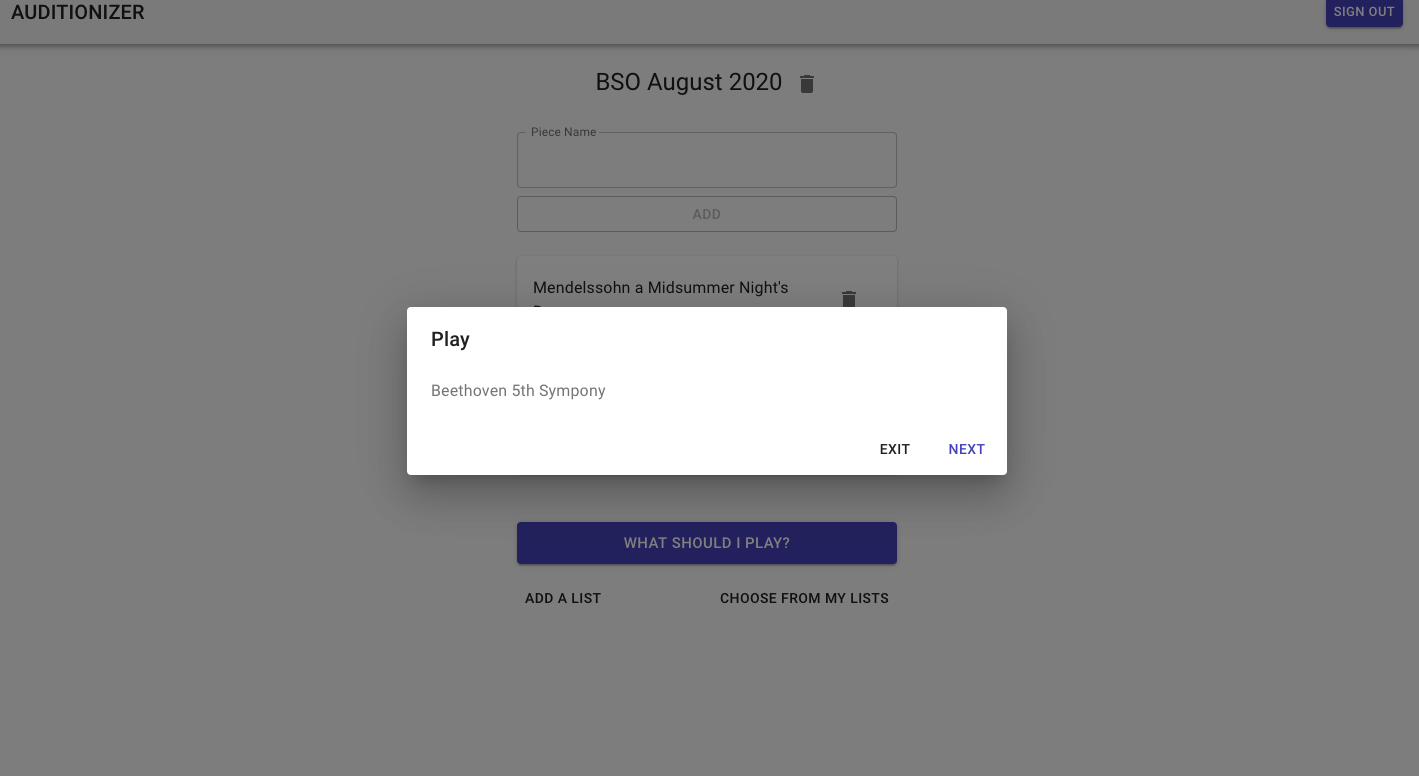 AUDITIONIZER
SIGN OUT
BSO August 2020
Piece Name
ADD
Mendelssohn a Midsummer Night's
Play
Beethoven 5th Sympony
EXIT
NEXT
WHAT SHOULD I PLAY?
ADD A LIST
CHOOSE FROM MY LISTS